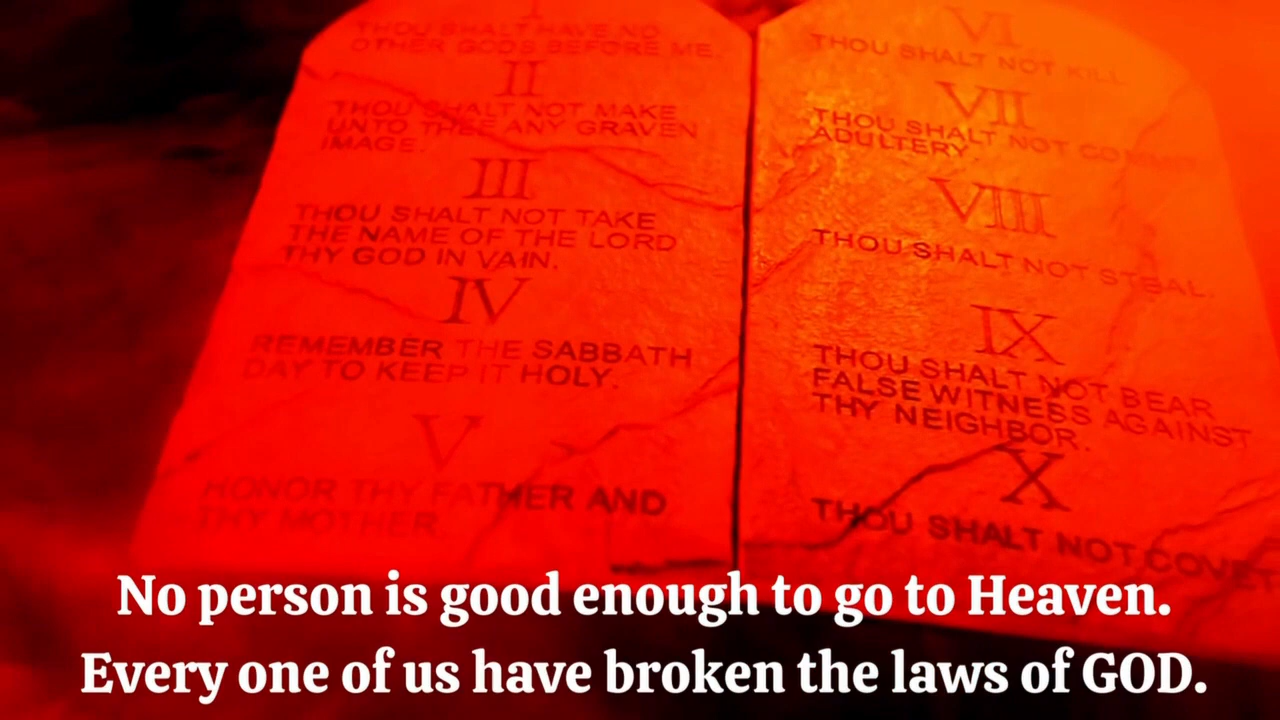 I
THOU SHALT HAVE NO
OTHER GODS BEFORE ME.
II
THOU SHALT NOT MAKE
UNTO THEE ANY GRAVEN
IMAGE.
III
THOU SHALT NOT TAKE
THE NAME OF THE LORD
THY GOD IN VAIN.
IV
REMEMBER THE SABBATH
DAY TO KEEP IT HOLY.
V
HONOR THY FATHER AND
THY MOTHER.
VI
THOU SHALT NOT KILL.
VII
THOU SHALT NOT COMMIT
ADULTERY.
VIII
THOU SHALT NOT STEAL.
IX
THOU SHALT NOT BEAR
FALSE WITNESS AGAINST
THY NEIGHBOR.
X
THOU SHALT NOT COVET
No person is good enough to go to Heaven.
Every one of us have broken the laws of GOD.